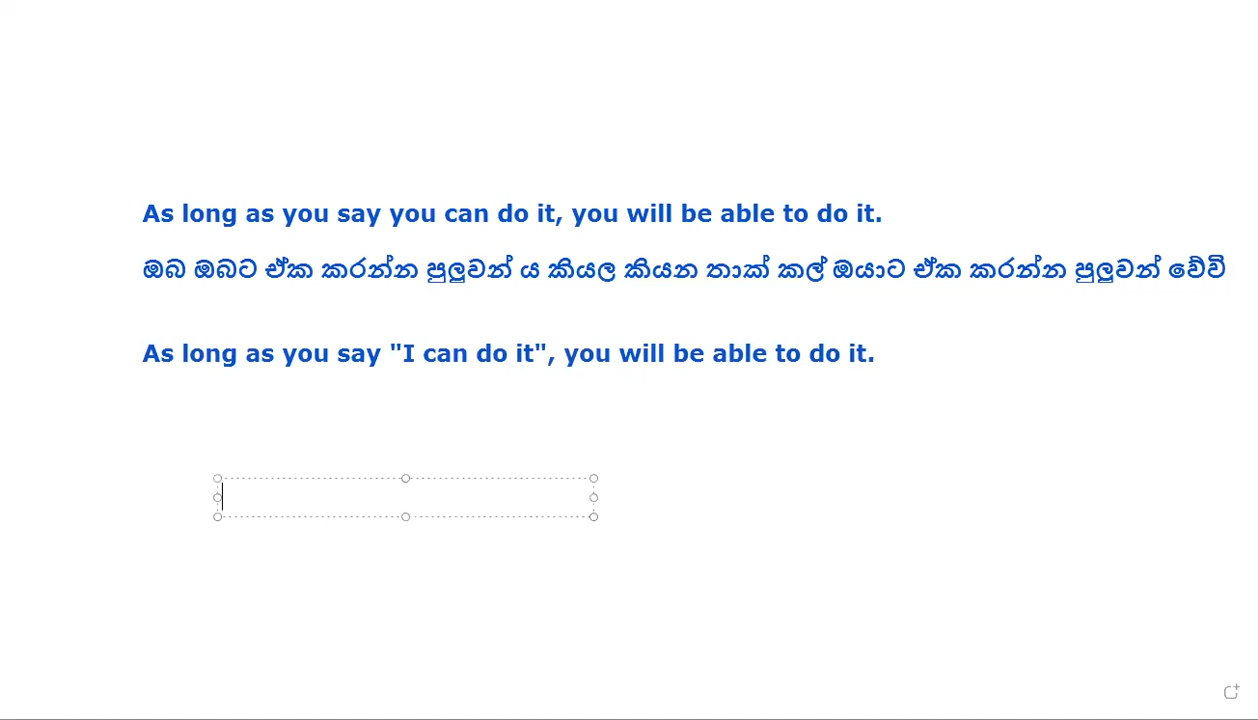 As long as you say you can do it, you will be able to do it.
ඔබ ඔබට ඒක කරන්න පුලුවන් ය කියල කියන තාක් කල් ඔයාට ඒක කරන්න පුලුවන් වේවි
As long as you say "I can do it", you will be able to do it.